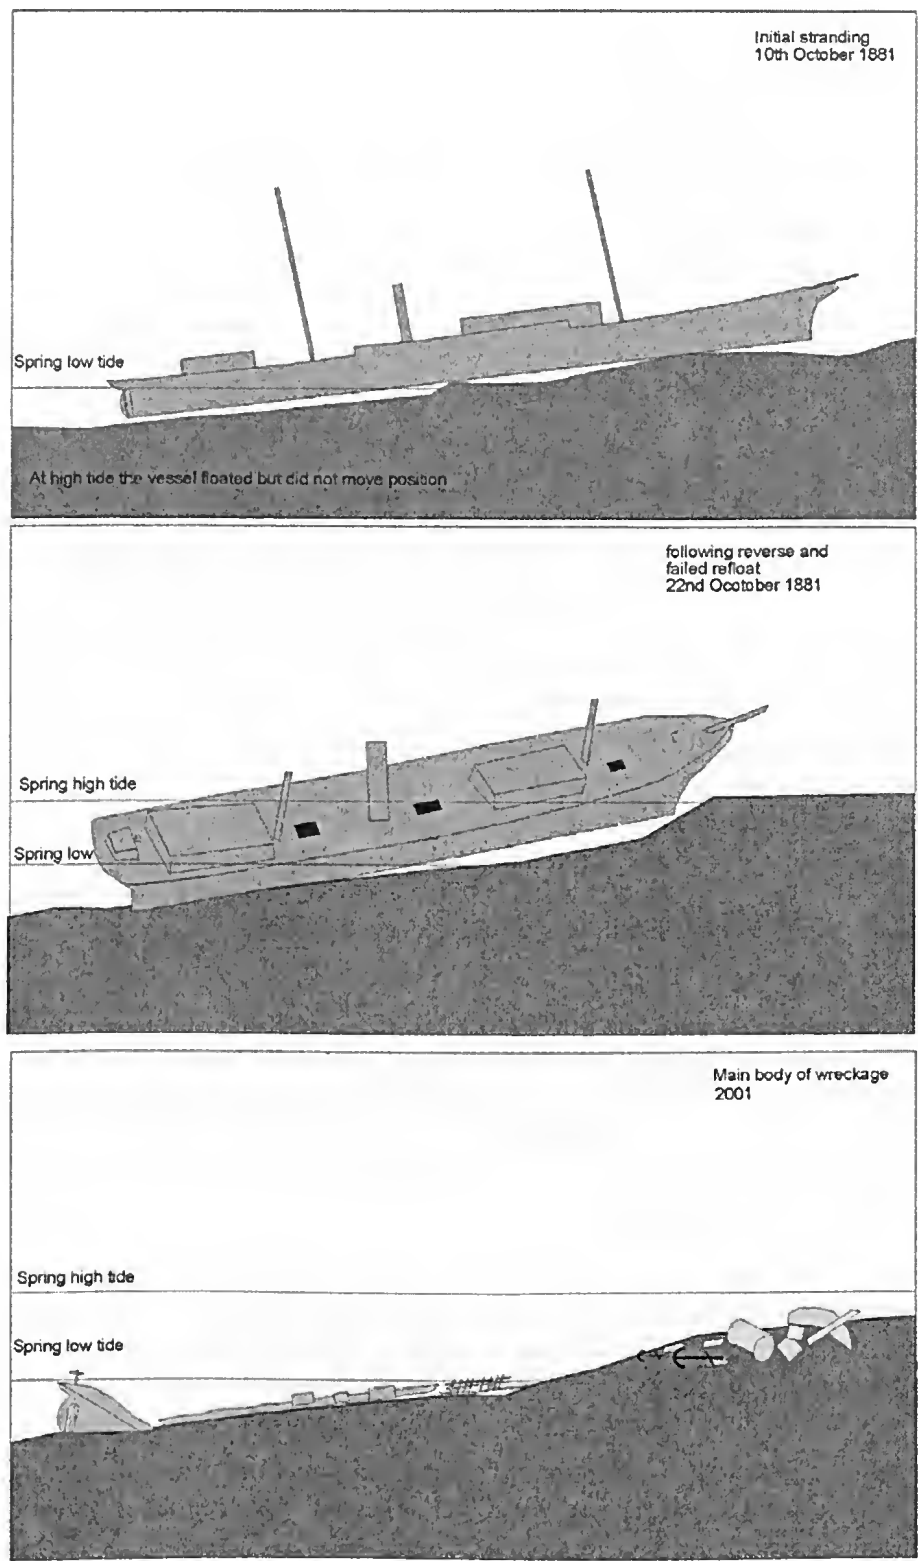 Initial stranding
10th October 1881
Spring low tide
At high tide the vessel floated but did not move position
following reverse and
failed refloat
22nd Ocotober 1881
Spring high tide
Spring low
Main body of wreckage
2001
Spring high tide
Spring low tide